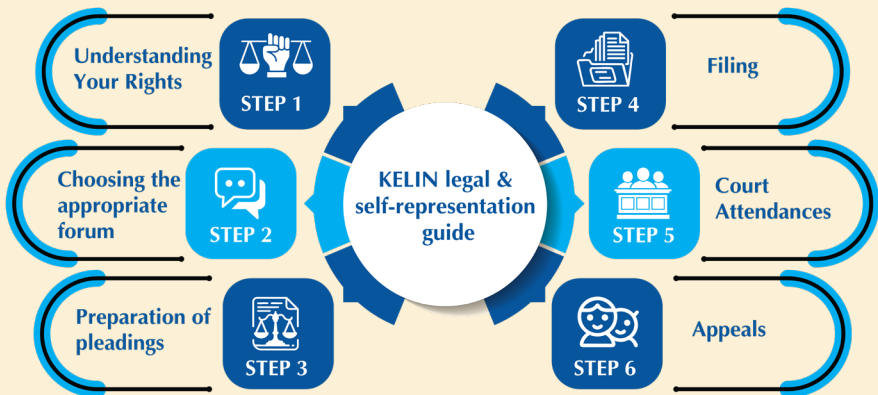 Understanding
Your Rights
STEP 1
Choosing the
appropriate
forum
STEP 2
Preparation of
pleadings
STEP 3
KELIN legal &
self-representation
guide
STEP 4
Filing
STEP 5
Court
Attendances
STEP 6
Appeals